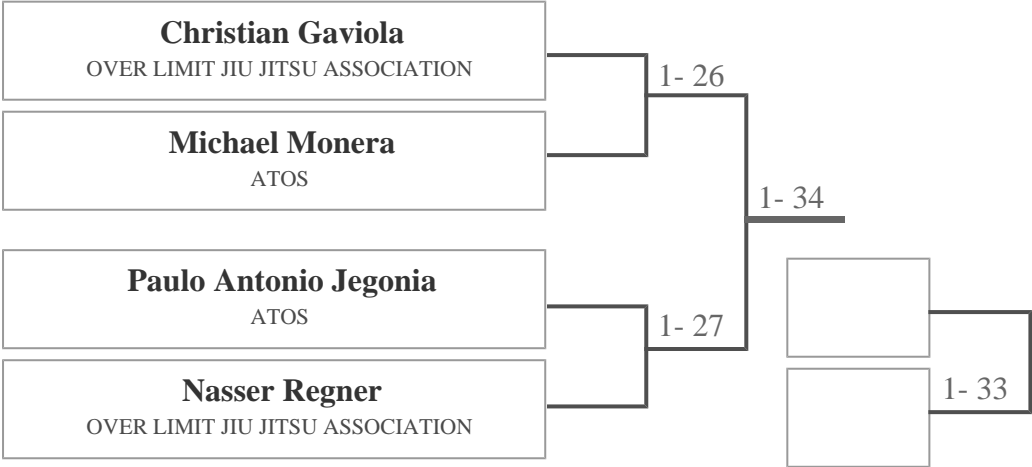 Christian Gaviola
OVER LIMIT JIU JITSU ASSOCIATION
1- 26
Michael Monera
ATOS
1- 34
Paulo Antonio Jegonia
ATOS
1- 27
Nasser Regner
OVER LIMIT JIU JITSU ASSOCIATION
1- 33